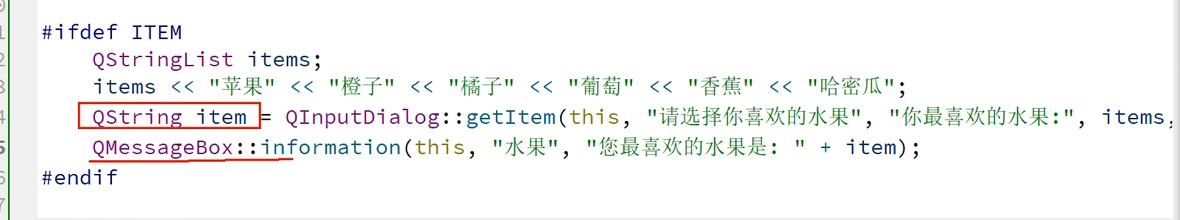 #ifdef ITEM
QStringList items;
items << "苹果" << "橙子" << "橘子" << "葡萄" << "香蕉" << "哈密瓜";
QString item = QInputDialog::getItem(this, "请选择你喜欢的水果", "你最喜欢的水果:", items,
QMessageBox::information(this, "水果", "您最喜欢的水果是: " + item);
#endif